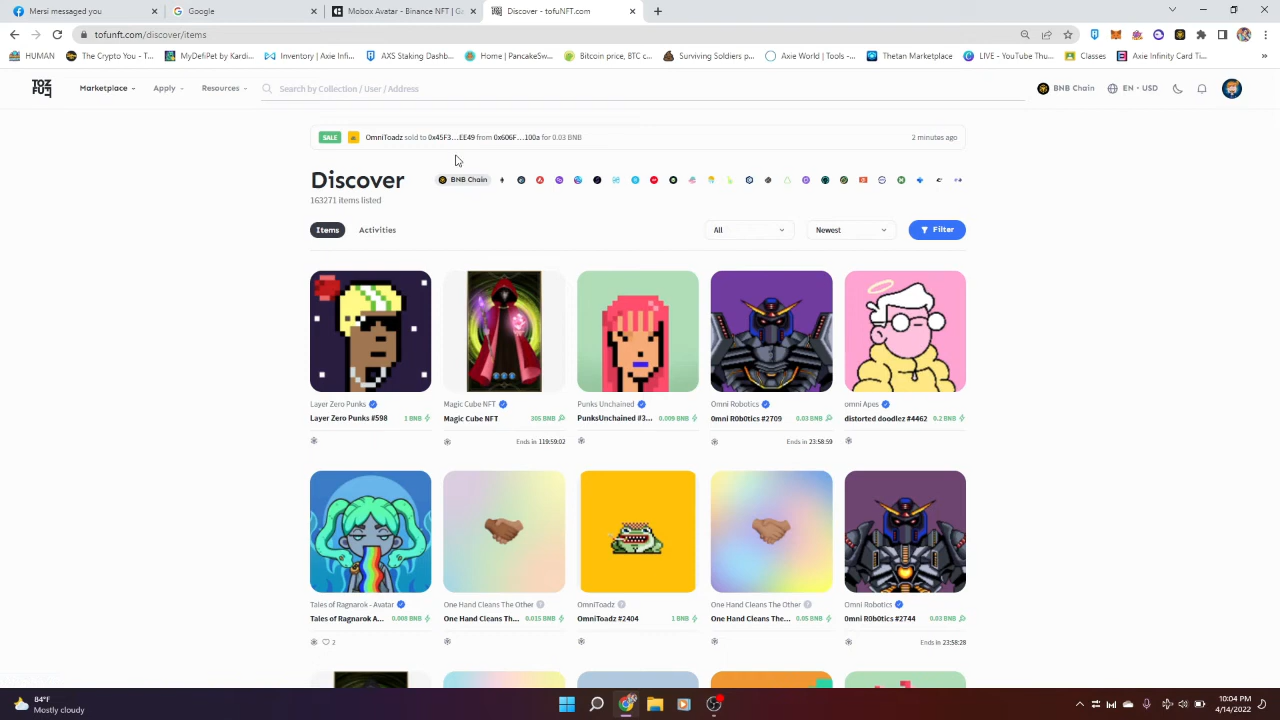 Mersi messaged you
Google
Mobox Avatar - Binance NFT | Ga
Discover - tofuNFT.com
tofunft.com/discover/items
HUMAN
The Crypto You - T...
MyDefiPet by Kardi...
Inventory | Axie Infi...
AXS Staking Dashb...
Home | PancakeSw...
Bitcoin price, BTC c...
Surviving Soldiers p...
Axie World | Tools -...
Thetan Marketplace
LIVE - YouTube Thu...
Classes
Axie Infinity Card Ti...
Marketplace
Apply
Resources
Search by Collection / User / Address
BNB Chain
EN · USD
SALE
OmniToadz sold to 0x45F3...EE49 from 0x606F...100a for 0.03 BNB
2 minutes ago
Discover
BNB Chain
163271 items listed
Items
Activities
All
Newest
Filter
Layer Zero Punks
Magic Cube NFT
Punks Unchained
Omni Robotics
omni Apes
Layer Zero Punks #598
1 BNB
Magic Cube NFT
305 BNB
PunksUnchained #3...
0.009 BNB
0mni R0b0tics #2709
0.03 BNB
distorted doodlez #4462
0.2 BNB
Ends in 119:59:02
Ends in 23:58:59
Tales of Ragnarok - Avatar
One Hand Cleans The Other
OmniToadz
One Hand Cleans The Other
Omni Robotics
Tales of Ragnarok A...
0.008 BNB
One Hand Cleans Th...
0.015 BNB
OmniToadz #2404
1 BNB
One Hand Cleans The...
0.05 BNB
0mni R0b0tics #2744
0.03 BNB
2
Ends in 23:58:28
84°F
Mostly cloudy
10:04 PM
4/14/2022